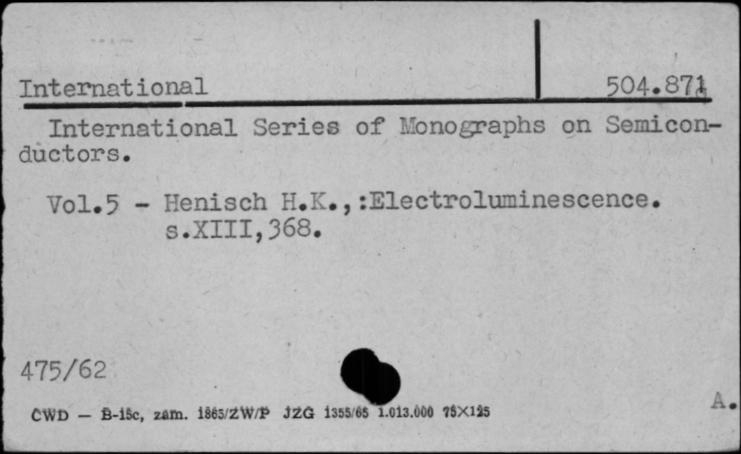 International 504.871
International Series of Monographs on Semicon-
ductors.
Vol.5 - Henisch H.K.,:Electroluminescence.
s.XIII,368.
475/62
CWD — B-15c, zam. 1865/ZW/P JZG 1355/65 1.013.000 75X125
A.